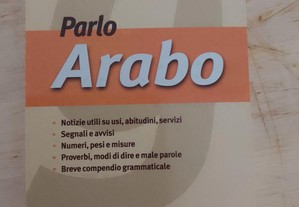 Parlo
Arabo
• Notizie utili su usi, abitudini, servizi
• Segnali e avvisi
• Numeri, pesi e misure
• Proverbi, modi di dire e male parole
• Breve compendio grammaticale